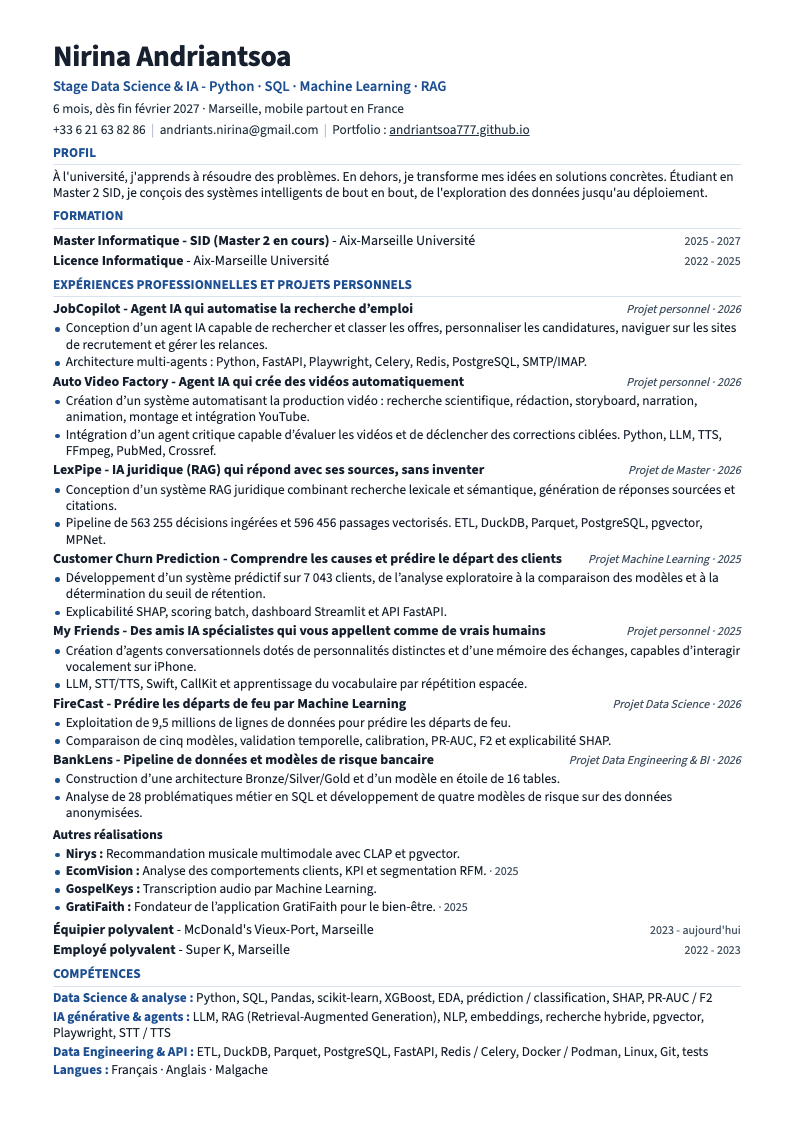 Nirina Andriantsoa
Stage Data Science & IA - Python · SQL · Machine Learning · RAG
6 mois, dès fin février 2027 · Marseille, mobile partout en France
+33 6 21 63 82 86 | andriants.nirina@gmail.com | Portfolio : andriantsoa777.github.io
PROFIL
À l'université, j'apprends à résoudre des problèmes. En dehors, je transforme mes idées en solutions concrètes. Étudiant en
Master 2 SID, je conçois des systèmes intelligents de bout en bout, de l'exploration des données jusqu'au déploiement.
FORMATION
Master Informatique - SID (Master 2 en cours) - Aix-Marseille Université 2025 - 2027
Licence Informatique - Aix-Marseille Université 2022 - 2025
EXPÉRIENCES PROFESSIONNELLES ET PROJETS PERSONNELS
JobCopilot - Agent IA qui automatise la recherche d’emploi Projet personnel · 2026
• Conception d’un agent IA capable de rechercher et classer les offres, personnaliser les candidatures, naviguer sur les sites
de recrutement et gérer les relances.
• Architecture multi-agents : Python, FastAPI, Playwright, Celery, Redis, PostgreSQL, SMTP/IMAP.
Auto Video Factory - Agent IA qui crée des vidéos automatiquement Projet personnel · 2026
• Création d’un système automatisant la production vidéo : recherche scientifique, rédaction, storyboard, narration,
animation, montage et intégration YouTube.
• Intégration d’un agent critique capable d’évaluer les vidéos et de déclencher des corrections ciblées. Python, LLM, TTS,
FFmpeg, PubMed, Crossref.
LexPipe - IA juridique (RAG) qui répond avec ses sources, sans inventer Projet de Master · 2026
• Conception d’un système RAG juridique combinant recherche lexicale et sémantique, génération de réponses sourcées et
citations.
• Pipeline de 563 255 décisions ingérées et 596 456 passages vectorisés. ETL, DuckDB, Parquet, PostgreSQL, pgvector,
MPNet.
Customer Churn Prediction - Comprendre les causes et prédire le départ des clients Projet Machine Learning · 2025
• Développement d’un système prédictif sur 7 043 clients, de l’analyse exploratoire à la comparaison des modèles et à la
détermination du seuil de rétention.
• Explicabilité SHAP, scoring batch, dashboard Streamlit et API FastAPI.
My Friends - Des amis IA spécialistes qui vous appellent comme de vrais humains Projet personnel · 2025
• Création d’agents conversationnels dotés de personnalités distinctes et d’une mémoire des échanges, capables d’interagir
vocalement sur iPhone.
• LLM, STT/TTS, Swift, CallKit et apprentissage du vocabulaire par répétition espacée.
FireCast - Prédire les départs de feu par Machine Learning Projet Data Science · 2026
• Exploitation de 9,5 millions de lignes de données pour prédire les départs de feu.
• Comparaison de cinq modèles, validation temporelle, calibration, PR-AUC, F2 et explicabilité SHAP.
BankLens - Pipeline de données et modèles de risque bancaire Projet Data Engineering & BI · 2026
• Construction d’une architecture Bronze/Silver/Gold et d’un modèle en étoile de 16 tables.
• Analyse de 28 problématiques métier en SQL et développement de quatre modèles de risque sur des données
anonymisées.
Autres réalisations
• Nirys : Recommandation musicale multimodale avec CLAP et pgvector.
• EcomVision : Analyse des comportements clients, KPI et segmentation RFM. · 2025
• GospelKeys : Transcription audio par Machine Learning.
• GratiFaith : Fondateur de l’application GratiFaith pour le bien-être. · 2025
Équipier polyvalent - McDonald's Vieux-Port, Marseille 2023 - aujourd'hui
Employé polyvalent - Super K, Marseille 2022 - 2023
COMPÉTENCES
Data Science & analyse : Python, SQL, Pandas, scikit-learn, XGBoost, EDA, prédiction / classification, SHAP, PR-AUC / F2
IA générative & agents : LLM, RAG (Retrieval-Augmented Generation), NLP, embeddings, recherche hybride, pgvector,
Playwright, STT / TTS
Data Engineering & API : ETL, DuckDB, Parquet, PostgreSQL, FastAPI, Redis / Celery, Docker / Podman, Linux, Git, tests
Langues : Français · Anglais · Malgache